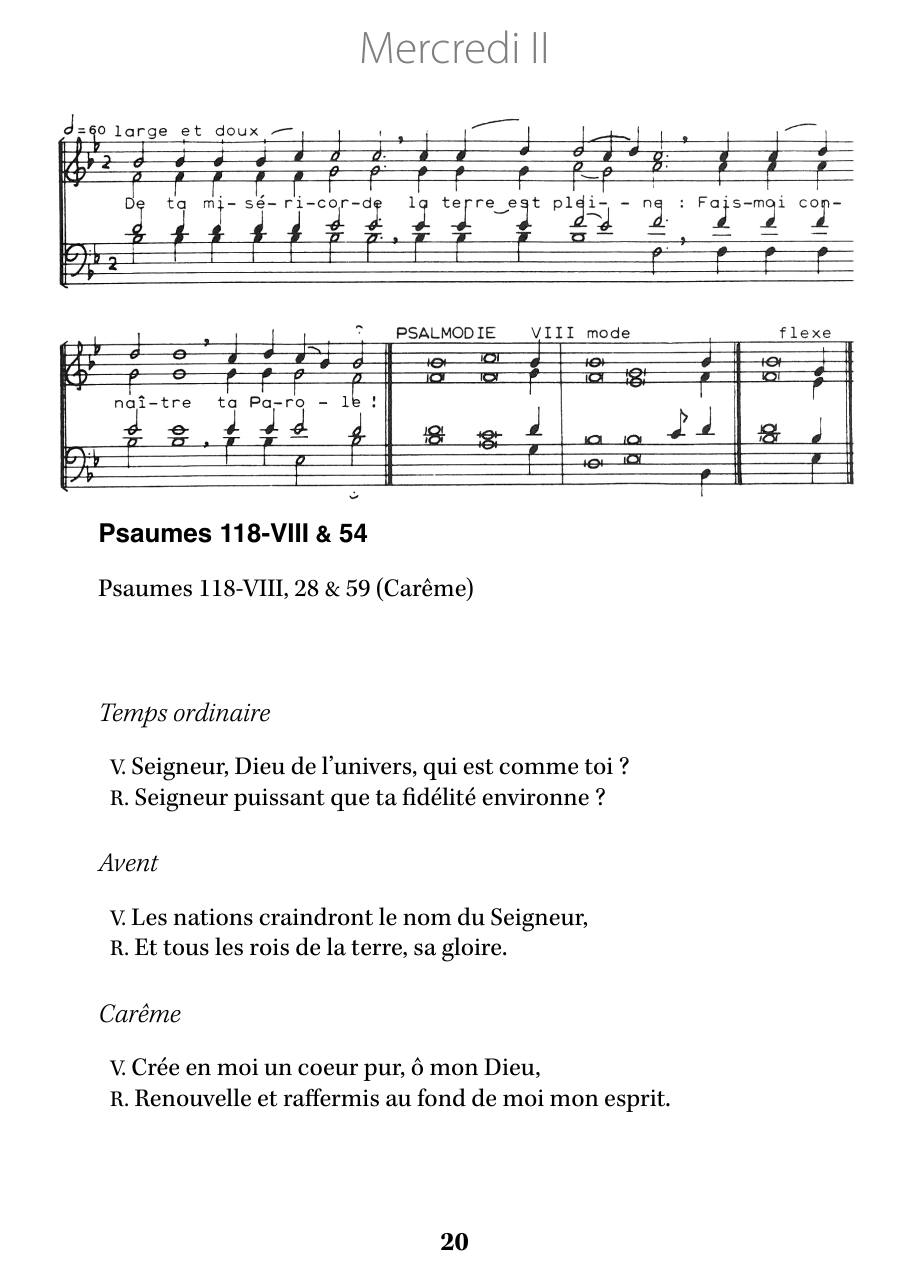 Mercredi II
=60 large et doux
De ta mi-sé-ri-cor-de la terre est plei--ne : Fais-moi con-
PSALMODIE VIII mode flexe
naî-tre ta Pa-ro-le !
Psaumes 118-VIII & 54
Psaumes 118-VIII, 28 & 59 (Carême)
Temps ordinaire
V. Seigneur, Dieu de l’univers, qui est comme toi ?
R. Seigneur puissant que ta fidélité environne ?
Avent
V. Les nations craindront le nom du Seigneur,
R. Et tous les rois de la terre, sa gloire.
Carême
V. Crée en moi un coeur pur, ô mon Dieu,
R. Renouvelle et raffermis au fond de moi mon esprit.
20